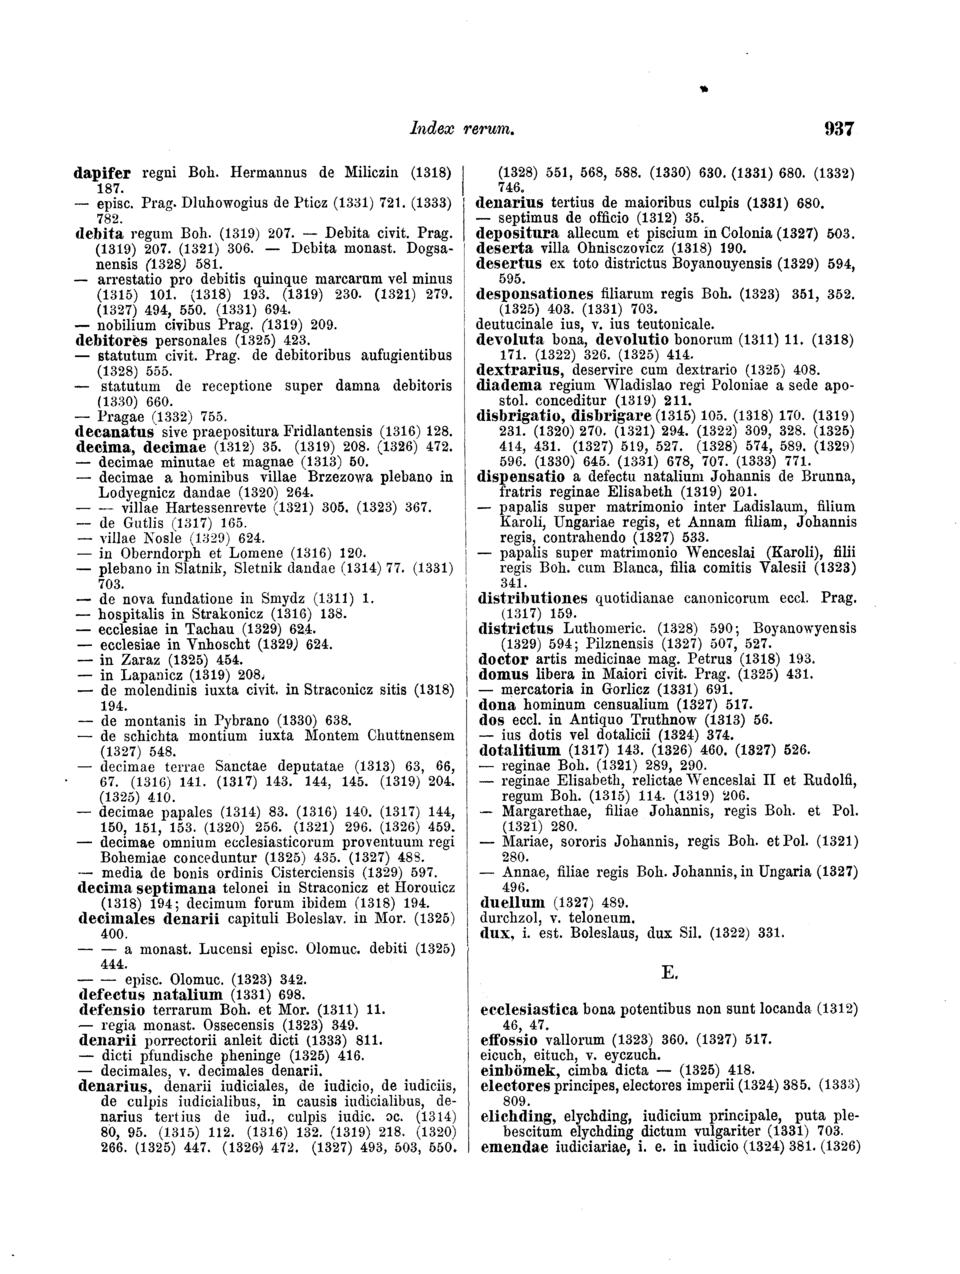 Index rerum. 937
dapifer regni Boh. Hermannus de Miliczin (1318)
187.
— episc. Prag. Dluhowogius de Pticz (1331) 721. (1333)
782.
debita regum Boh. (1319) 207. — Debita civit. Prag.
(1319) 207. (1321) 306. — Debita monast. Dogsa-
nensis (1328) 581.
— arrestatio pro debitis quinque marcarum vel minus
(1315) 101. (1318) 193. (1319) 230. (1321) 279.
(1327) 494, 550. (1331) 694.
— nobilium civibus Prag. (1319) 209.
debitores personales (1325) 423.
— statutum civit. Prag. de debitoribus aufugientibus
(1328) 555.
— statutum de receptione super damna debitoris
(1330) 660.
— Pragae (1332) 755.
decanatus sive praepositura Fridlantensis (1316) 128.
decima, decimae (1312) 35. (1319) 208. (1326) 472.
— decimae minutae et magnae (1313) 50.
— decimae a hominibus villae Brzezowa plebano in
Lodyegnicz dandae (1320) 264.
— — villae Hartessenrevte (1321) 305. (1323) 367.
— de Gutlis (1317) 165.
— villae Nosle (1329) 624.
— in Oberndorph et Lomene (1316) 120.
— plebano in Slatnik, Sletnik dandae (1314) 77. (1331)
703.
— de nova fundatione in Smydz (1311) 1.
— hospitalis in Strakonicz (1316) 138.
— ecclesiae in Tachau (1329) 624.
— ecclesiae in Vnhoscht (1329) 624.
— in Zaraz (1325) 454.
— in Lapanicz (1319) 208.
— de molendinis iuxta civit. in Straconicz sitis (1318)
194.
— de montanis in Pybrano (1330) 638.
— de schichta montium iuxta Montem Chuttnensem
(1327) 548.
— decimae terrae Sanctae deputatae (1313) 63, 66,
67. (1316) 141. (1317) 143. 144, 145. (1319) 204.
(1325) 410.
— decimae papales (1314) 83. (1316) 140. (1317) 144,
150, 151, 153. (1320) 256. (1321) 296. (1326) 459.
— decimae omnium ecclesiasticorum proventuum regi
Bohemiae conceduntur (1325) 435. (1327) 488.
— media de bonis ordinis Cisterciensis (1329) 597.
decima septimana telonei in Straconicz et Horouicz
(1318) 194; decimum forum ibidem (1318) 194.
decimales denarii capituli Boleslav. in Mor. (1325)
400.
— — a monast. Lucensi episc. Olomuc. debiti (1325)
444.
— — episc. Olomuc. (1323) 342.
defectus natalium (1331) 698.
defensio terrarum Boh. et Mor. (1311) 11.
— regia monast. Ossecensis (1323) 349.
denarii porrectorii anleit dicti (1333) 811.
— dicti pfundische pheninge (1325) 416.
— decimales, v. decimales denarii.
denarius, denarii iudiciales, de iudicio, de iudiciis,
de culpis iudicialibus, in causis iudicialibus, de-
narius tertius de iud., culpis iudic. ɔc. (1314)
80, 95. (1315) 112. (1316) 132. (1319) 218. (1320)
266. (1325) 447. (1326) 472. (1327) 493, 503, 550.
(1328) 551, 568, 588. (1330) 630. (1331) 680. (1332)
746.
denarius tertius de maioribus culpis (1331) 680.
— septimus de officio (1312) 35.
depositura allecum et piscium in Colonia (1327) 503.
deserta villa Ohnisczovicz (1318) 190.
desertus ex toto districtus Boyanouyensis (1329) 594,
595.
desponsationes filiarum regis Boh. (1323) 351, 352.
(1325) 403. (1331) 703.
deutucinale ius, v. ius teutonicale.
devoluta bona, devolutio bonorum (1311) 11. (1318)
171. (1322) 326. (1325) 414.
dextrarius, deservire cum dextrario (1325) 408.
diadema regium Wladislao regi Poloniae a sede apo-
stol. conceditur (1319) 211.
disbrigatio, disbrigare (1315) 105. (1318) 170. (1319)
231. (1320) 270. (1321) 294. (1322) 309, 328. (1325)
414, 431. (1327) 519, 527. (1328) 574, 589. (1329)
596. (1330) 645. (1331) 678, 707. (1333) 771.
dispensatio a defectu natalium Johannis de Brunna,
fratris reginae Elisabeth (1319) 201.
— papalis super matrimonio inter Ladislaum, filium
Karoli, Ungariae regis, et Annam filiam, Johannis
regis, contrahendo (1327) 533.
— papalis super matrimonio Wenceslai (Karoli), filii
regis Boh. cum Blanca, filia comitis Valesii (1323)
341.
distributiones quotidianae canonicorum eccl. Prag.
(1317) 159.
districtus Luthomeric. (1328) 590; Boyanowyensis
(1329) 594; Pilznensis (1327) 507, 527.
doctor artis medicinae mag. Petrus (1318) 193.
domus libera in Maiori civit. Prag. (1325) 431.
— mercatoria in Gorlicz (1331) 691.
dona hominum censualium (1327) 517.
dos eccl. in Antiquo Truthnow (1313) 56.
— ius dotis vel dotalicii (1324) 374.
dotalitium (1317) 143. (1326) 460. (1327) 526.
— reginae Boh. (1321) 289, 290.
— reginae Elisabeth, relictae Wenceslai II et Rudolfi,
regum Boh. (1315) 114. (1319) 206.
— Margarethae, filiae Johannis, regis Boh. et Pol.
(1321) 280.
— Mariae, sororis Johannis, regis Boh. et Pol. (1321)
280.
— Annae, filiae regis Boh. Johannis, in Ungaria (1327)
496.
duellum (1327) 489.
durchzol, v. teloneum.
dux, i. est. Boleslaus, dux Sil. (1322) 331.
E.
ecclesiastica bona potentibus non sunt locanda (1312)
46, 47.
effossio vallorum (1323) 360. (1327) 517.
eicuch, eituch, v. eyczuch.
einbömek, cimba dicta — (1325) 418.
electores principes, electores imperii (1324) 385. (1333)
809.
elichding, elychding, iudicium principale, puta ple-
bescitum elychding dictum vulgariter (1331) 703.
emendae iudiciariae, i. e. in iudicio (1324) 381. (1326)